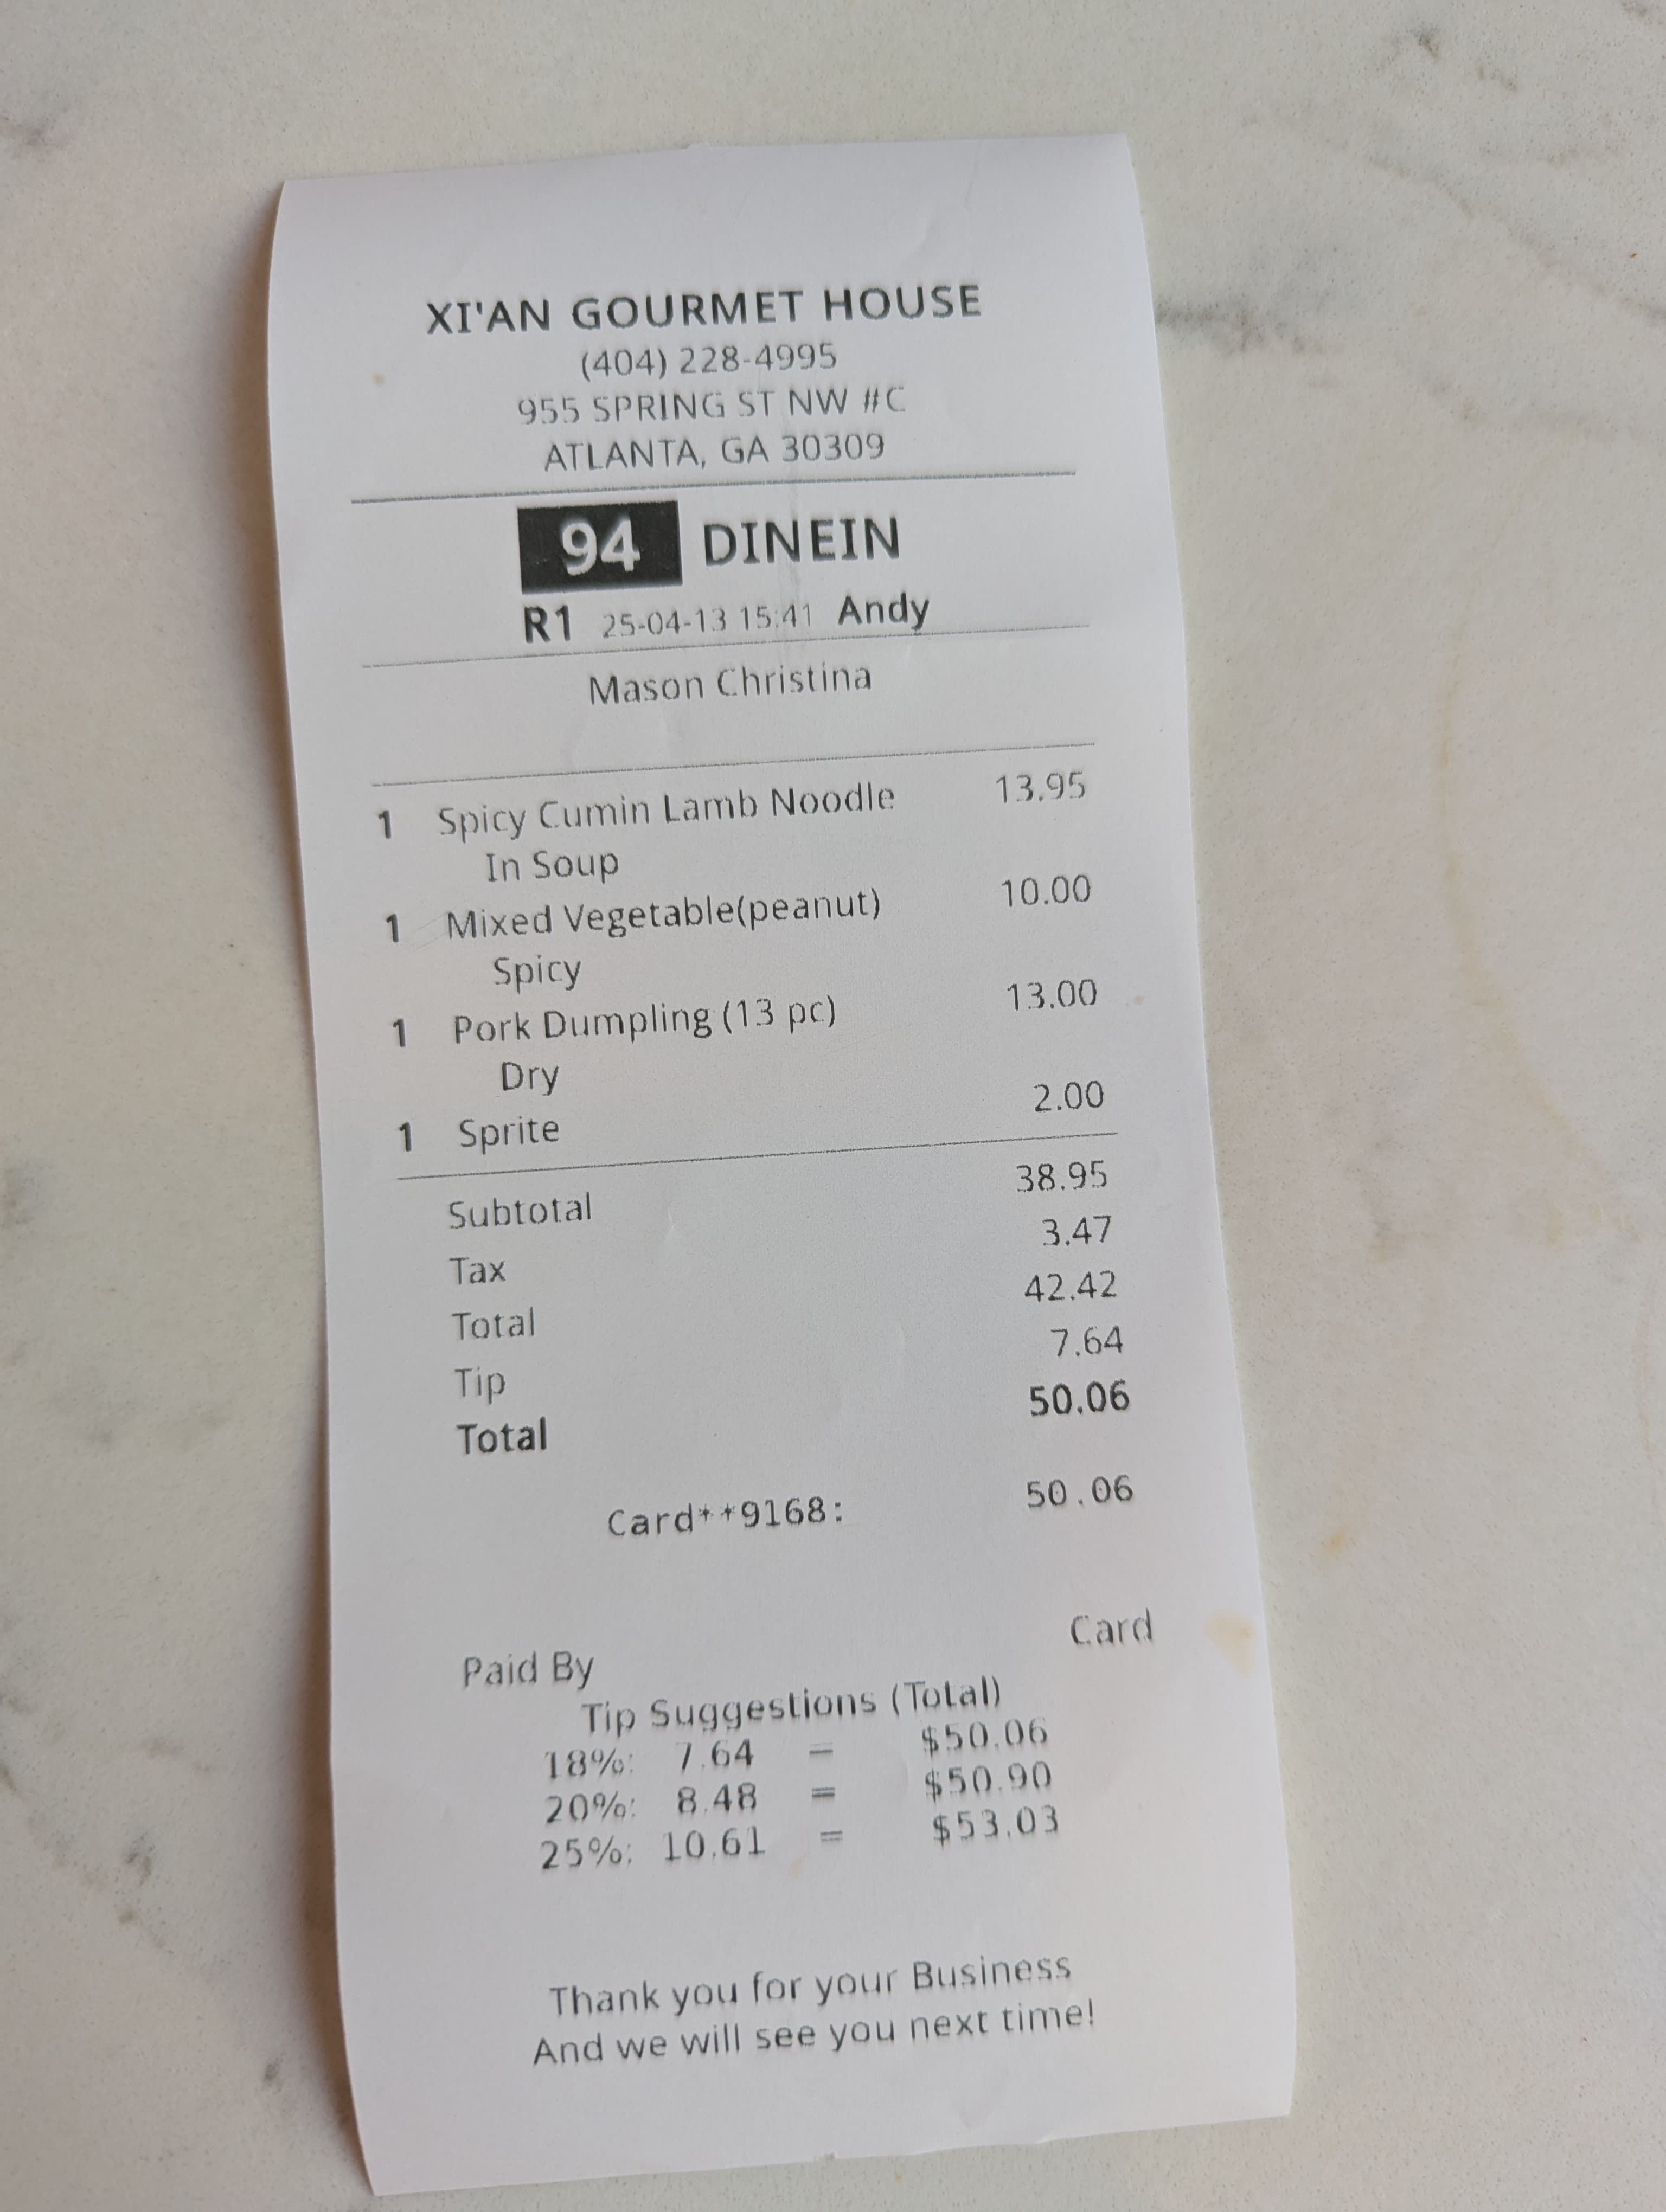 XI'AN GOURMET HOUSE
(404) 228-4995
955 SPRING ST NW #C
ATLANTA, GA 30309
94 DINEIN
R1 25-04-13 15:41 Andy
Mason Christina
1 Spicy Cumin Lamb Noodle 13.95
In Soup
1 Mixed Vegetable(peanut) 10.00
Spicy
1 Pork Dumpling (13 pc) 13.00
Dry
1 Sprite 2.00
Subtotal 38.95
Tax 3.47
Total 42.42
Tip 7.64
Total 50.06
Card**9168: 50.06
Paid By Card
Tip Suggestions (Total)
18%: 7.64 = $50.06
20%: 8.48 = $50.90
25%: 10.61 = $53.03
Thank you for your Business
And we will see you next time!